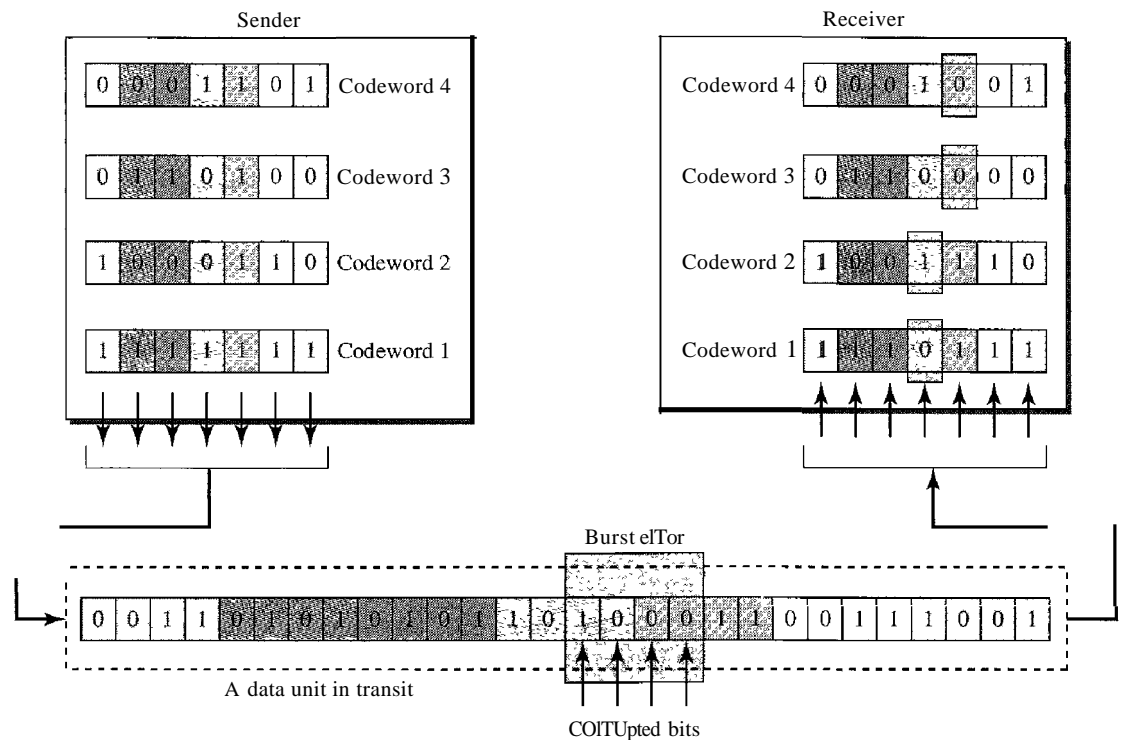 Sender
Receiver
0 0 0 1 1 0 1 Codeword 4
Codeword 4 0 0 0 1 0 0 1
0 1 1 0 1 0 0 Codeword 3
Codeword 3 0 1 1 0 0 0 0
1 0 0 0 1 1 0 Codeword 2
Codeword 2 1 0 0 1 1 1 0
1 1 1 1 1 1 1 Codeword 1
Codeword 1 1 1 1 0 1 1 1
Burst elTor
0 0 1 1 0 1 0 1 0 1 0 1 1 0 1 0 0 0 1 1 0 0 1 1 1 0 0 1
A data unit in transit
COlTUpted bits